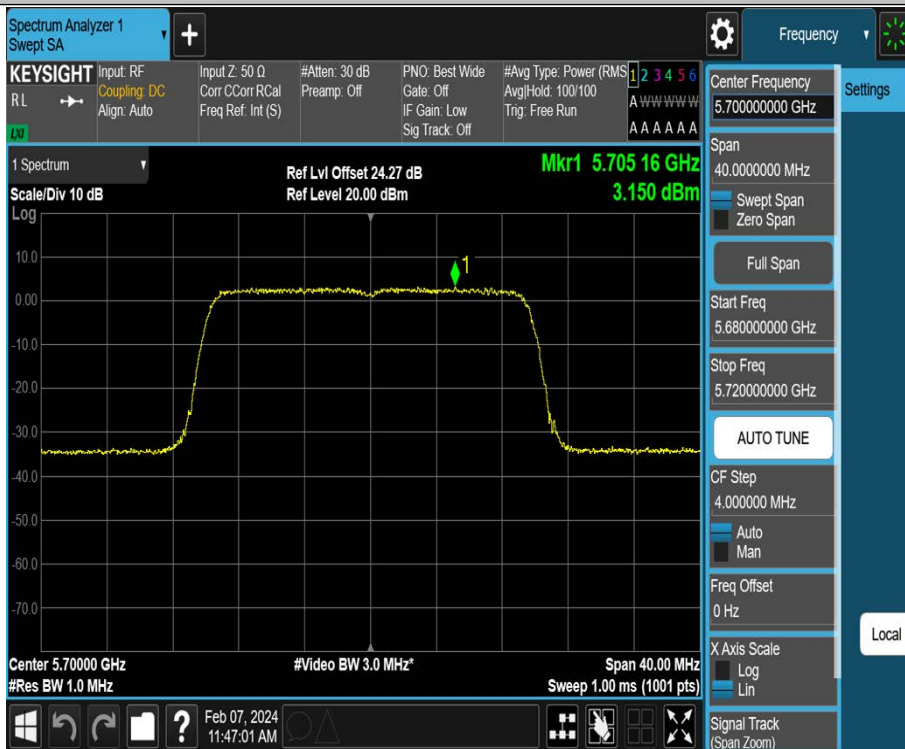 Spectrum Analyzer 1
Swept SA
+
Frequency
KEYSIGHT
RL
LXI
Input: RF
Coupling: DC
Align: Auto
Input Z: 50 Ω
Corr CCorr RCal
Freq Ref: Int (S)
#Atten: 30 dB
Preamp: Off
PNO: Best Wide
Gate: Off
IF Gain: Low
Sig Track: Off
#Avg Type: Power (RMS
Avg|Hold: 100/100
Trig: Free Run
1 2 3 4 5 6
A W W W W W
A A A A A A
1 Spectrum
Scale/Div 10 dB
Log
Ref Lvl Offset 24.27 dB
Ref Level 20.00 dBm
Mkr1 5.705 16 GHz
3.150 dBm
10.0
0.00
-10.0
-20.0
-30.0
-40.0
-50.0
-60.0
-70.0
1
Center 5.70000 GHz
#Res BW 1.0 MHz
#Video BW 3.0 MHz*
Span 40.00 MHz
Sweep 1.00 ms (1001 pts)
?
Feb 07, 2024
11:47:01 AM
Center Frequency
5.700000000 GHz
Span
40.0000000 MHz
Swept Span
Zero Span
Full Span
Start Freq
5.680000000 GHz
Stop Freq
5.720000000 GHz
AUTO TUNE
CF Step
4.000000 MHz
Auto
Man
Freq Offset
0 Hz
X Axis Scale
Log
Lin
Signal Track
(Span Zoom)
Settings
Local